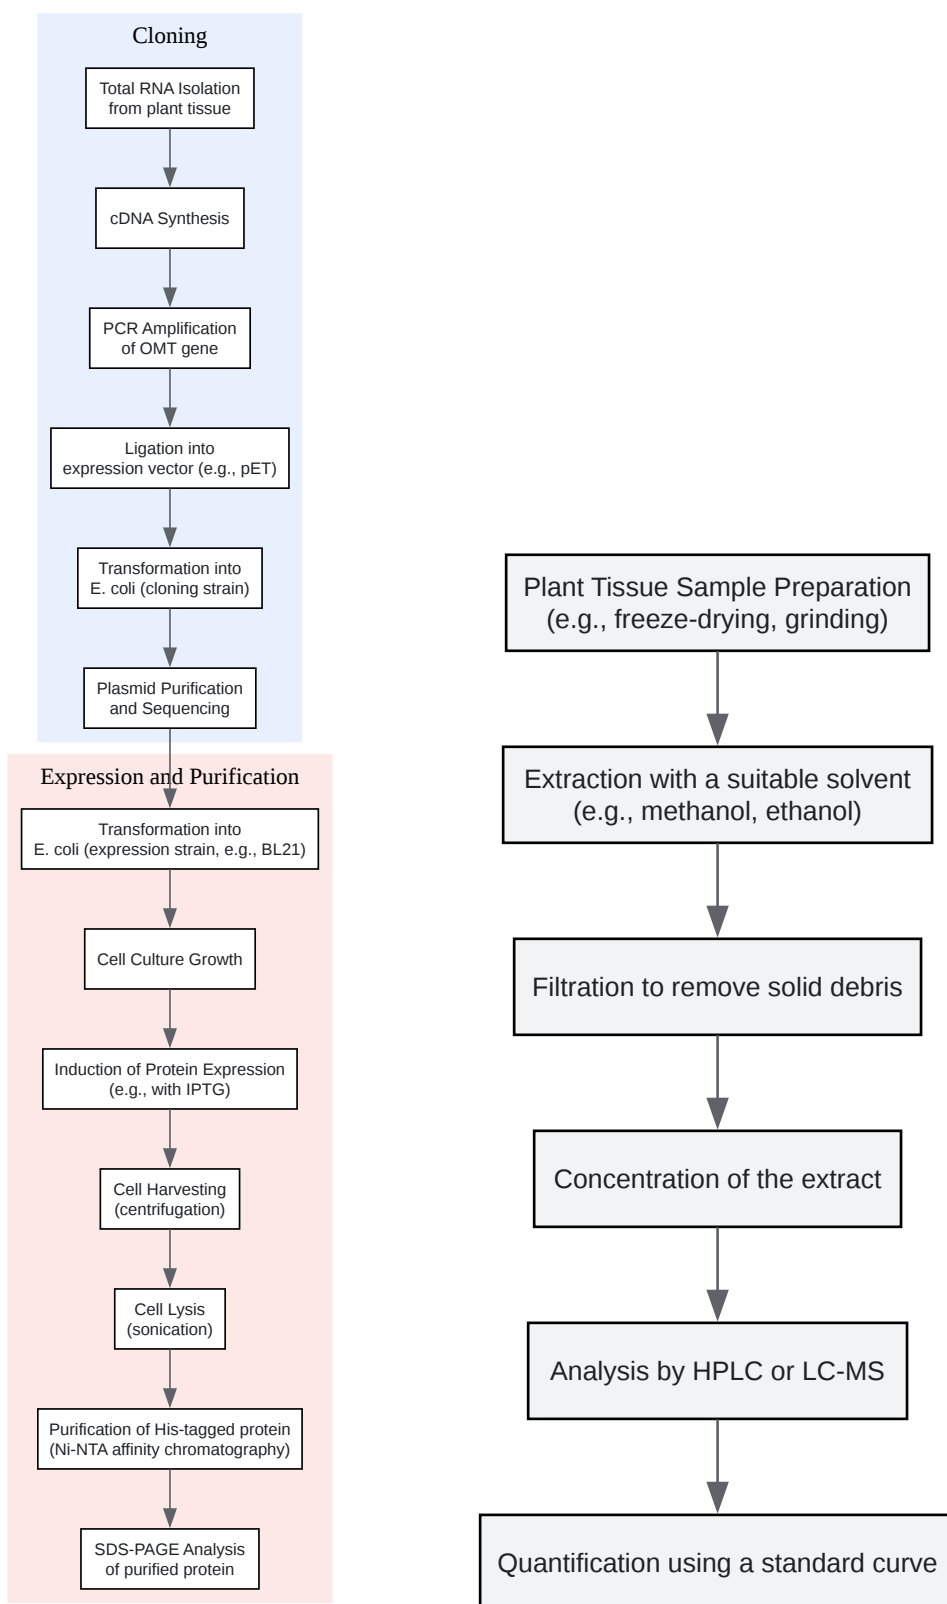 Cloning
Total RNA Isolation
from plant tissue
cDNA Synthesis
PCR Amplification
of OMT gene
Ligation into
expression vector (e.g., pET)
Transformation into
E. coli (cloning strain)
Plasmid Purification
and Sequencing
Expression and Purification
Transformation into
E. coli (expression strain, e.g., BL21)
Cell Culture Growth
Induction of Protein Expression
(e.g., with IPTG)
Cell Harvesting
(centrifugation)
Cell Lysis
(sonication)
Purification of His-tagged protein
(Ni-NTA affinity chromatography)
SDS-PAGE Analysis
of purified protein
Plant Tissue Sample Preparation
(e.g., freeze-drying, grinding)
Extraction with a suitable solvent
(e.g., methanol, ethanol)
Filtration to remove solid debris
Concentration of the extract
Analysis by HPLC or LC-MS
Quantification using a standard curve